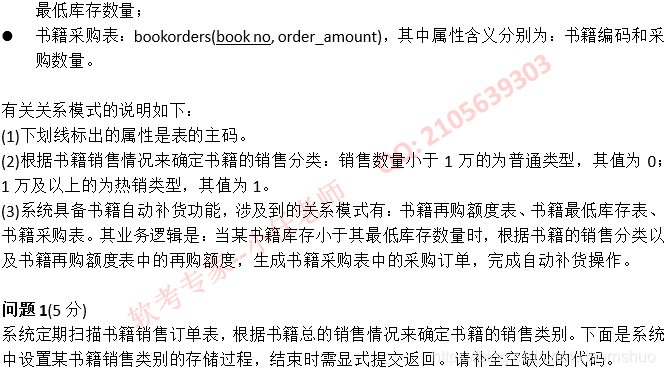 最低库存数量；
● 书籍采购表：bookorders(book no, order_amount)，其中属性含义分别为：书籍编码和采
购数量。
有关关系模式的说明如下：
(1)下划线标出的属性是表的主码。
(2)根据书籍销售情况来确定书籍的销售分类：销售数量小于 1 万的为普通类型，其值为 0；
1 万及以上的为热销类型，其值为 1。
(3)系统具备书籍自动补货功能，涉及到的关系模式有：书籍再购额度表、书籍最低库存表、
书籍采购表。其业务逻辑是：当某书籍库存小于其最低库存数量时，根据书籍的销售分类以
及书籍再购额度表中的再购额度，生成书籍采购表中的采购订单，完成自动补货操作。
问题 1(5 分)
系统定期扫描书籍销售订单表，根据书籍总的销售情况来确定书籍的销售类别。下面是系统
中设置某书籍销售类别的存储过程，结束时需显式提交返回。请补全空缺处的代码。
QQ: 2105639303